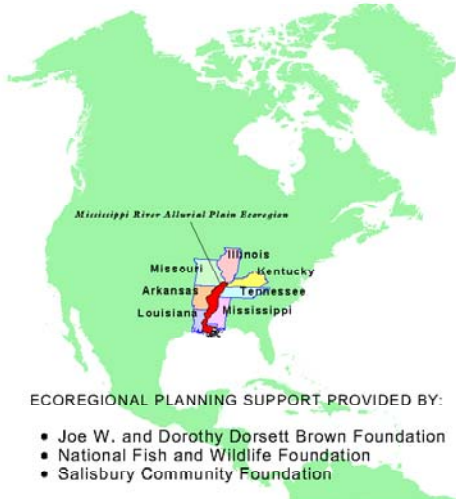 Mississippi River Alluvial Plain Ecoregion
Illinois
Missouri
Kentucky
Arkansas
Tennessee
Louisiana
Mississippi
ECOREGIONAL PLANNING SUPPORT PROVIDED BY:
• Joe W. and Dorothy Dorsett Brown Foundation
• National Fish and Wildlife Foundation
• Salisbury Community Foundation